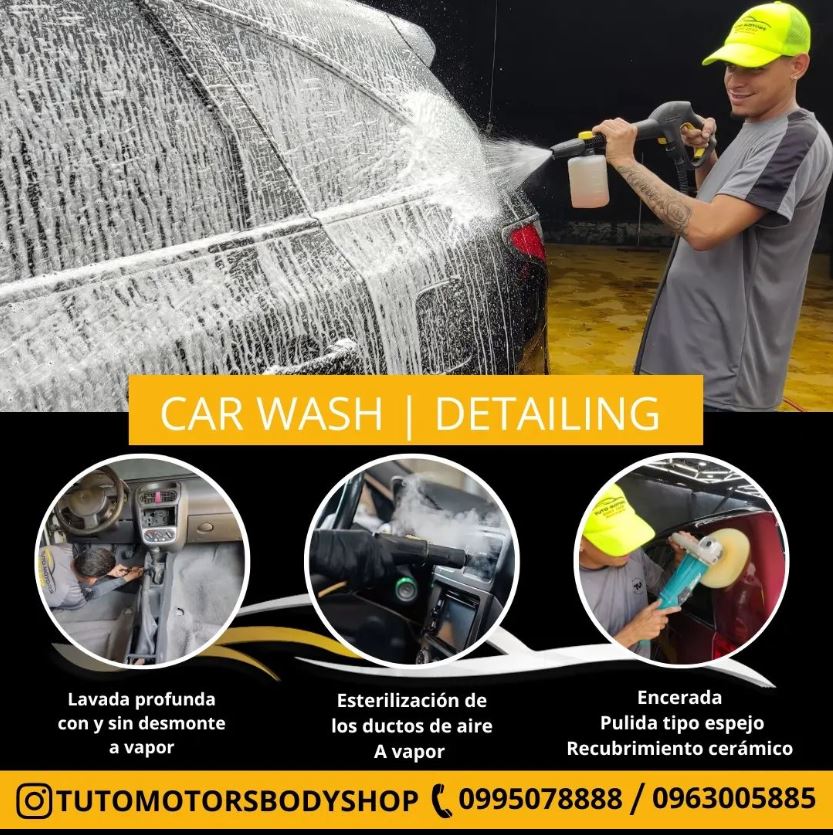 CAR WASH | DETAILING
Lavada profunda
con y sin desmonte
a vapor
Esterilización de
los ductos de aire
A vapor
Encerada
Pulida tipo espejo
Recubrimiento cerámico
TUTOMOTORSBODYSHOP 0995078888 / 0963005885